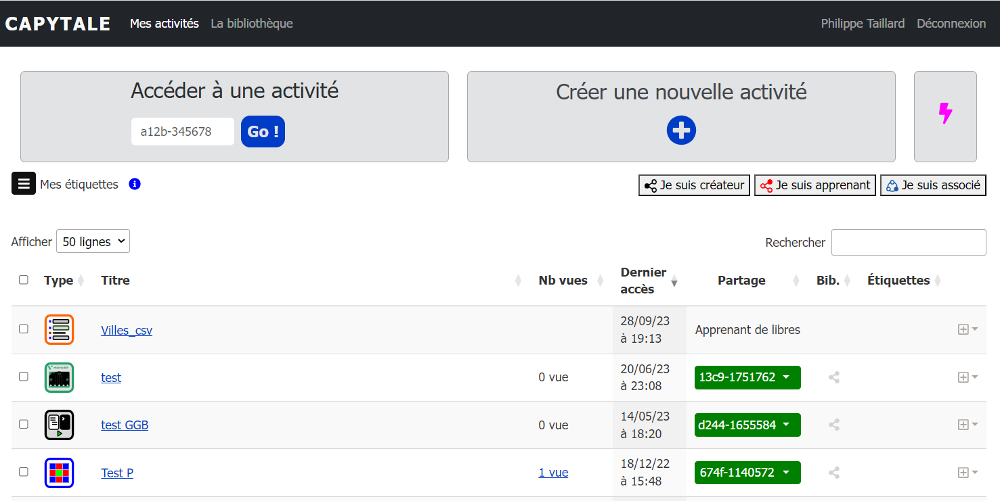 CAPYTALE Mes activités La bibliothèque Philippe Taillard Déconnexion
Accéder à une activité
a12b-345678 Go !
Créer une nouvelle activité
Mes étiquettes
Je suis créateur Je suis apprenant Je suis associé
Afficher 50 lignes Rechercher
Type Titre Nb vues Dernier accès Partage Bib. Étiquettes
Villes_csv 28/09/23 à 19:13 Apprenant de libres
test 0 vue 20/06/23 à 23:08 13c9-1751762
test GGB 0 vue 14/05/23 à 18:20 d244-1655584
Test P 1 vue 18/12/22 à 15:48 674f-1140572